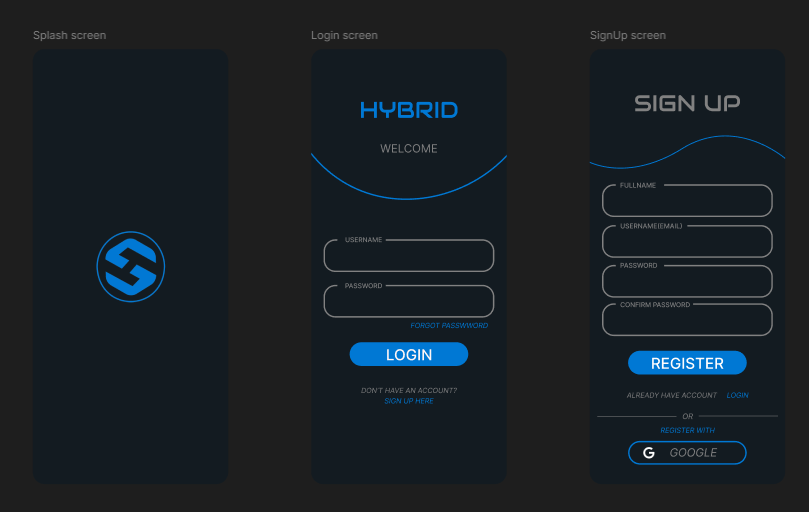 Splash screen
Login screen
HYBRID
WELCOME
USERNAME
PASSWORD
FORGOT PASSWWORD
LOGIN
DON'T HAVE AN ACCOUNT?
SIGN UP HERE
SignUp screen
SIGN UP
FULLNAME
USERNAME(EMAIL)
PASSWORD
CONFIRM PASSWORD
REGISTER
ALREADY HAVE ACCOUNT LOGIN
OR
REGISTER WITH
G GOOGLE